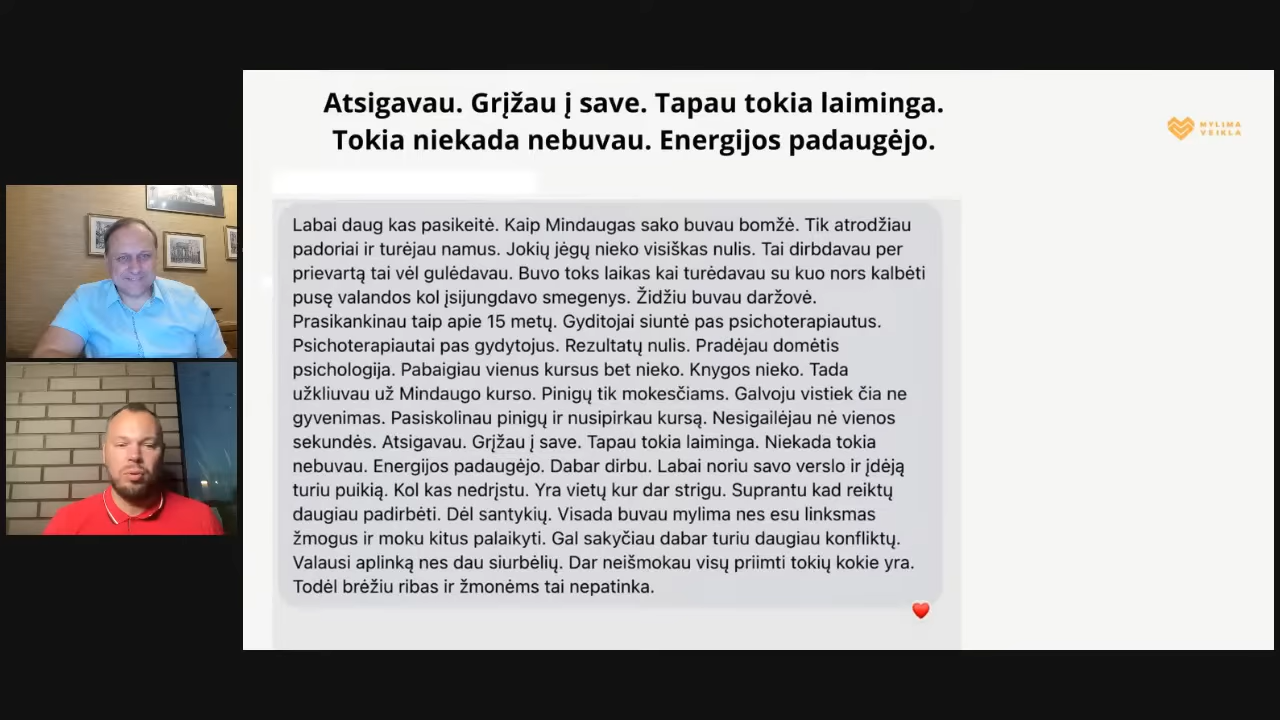 Atsigavau. Grįžau į save. Tapau tokia laiminga.
Tokia niekada nebuvau. Energijos padaugėjo.
MYLIMA
VEIKLA
Labai daug kas pasikeitė. Kaip Mindaugas sako buvau bomžė. Tik atrodžiau
padoriai ir turėjau namus. Jokių jėgų nieko visiškas nulis. Tai dirbdavau per
prievartą tai vėl gulėdavau. Buvo toks laikas kai turėdavau su kuo nors kalbėti
pusę valandos kol įsijungdavo smegenys. Židžiu buvau daržovė.
Prasikankinau taip apie 15 metų. Gyditojai siuntė pas psichoterapiautus.
Psichoterapiautai pas gydytojus. Rezultatų nulis. Pradėjau domėtis
psichologija. Pabaigiau vienus kursus bet nieko. Knygos nieko. Tada
užkliuvau už Mindaugo kurso. Pinigų tik mokesčiams. Galvoju vistiek čia ne
gyvenimas. Pasiskolinau pinigų ir nusipirkau kursą. Nesigailėjau nė vienos
sekundės. Atsigavau. Grįžau į save. Tapau tokia laiminga. Niekada tokia
nebuvau. Energijos padaugėjo. Dabar dirbu. Labai noriu savo verslo ir įdėją
turiu puikią. Kol kas nedrįstu. Yra vietų kur dar strigu. Suprantu kad reiktų
daugiau padirbėti. Dėl santykių. Visada buvau mylima nes esu linksmas
žmogus ir moku kitus palaikyti. Gal sakyčiau dabar turiu daugiau konfliktų.
Valausi aplinką nes dau siurbėlių. Dar neišmokau visų priimti tokių kokie yra.
Todėl brėžiu ribas ir žmonėms tai nepatinka.